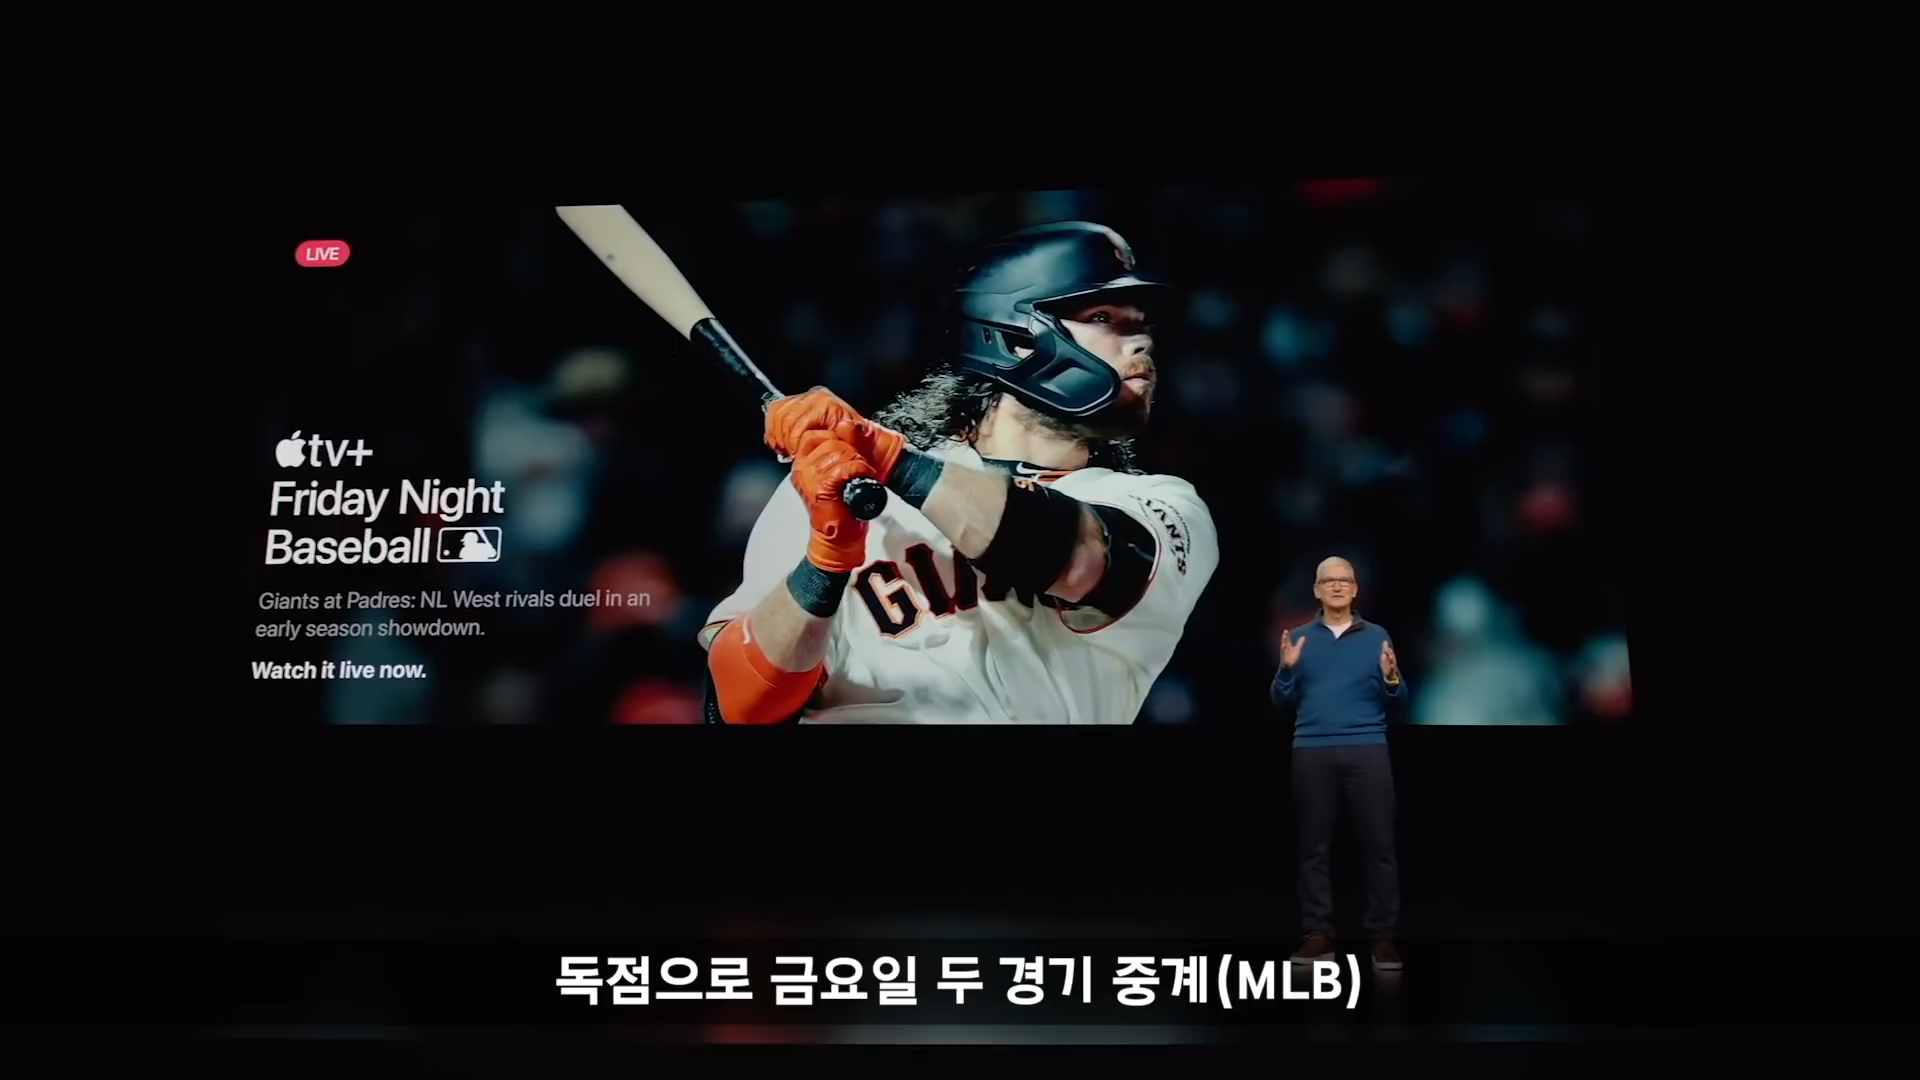 LIVE
tv+
Friday Night
Baseball
Giants at Padres: NL West rivals duel in an
early season showdown.
Watch it live now.
GIA
GIANTS
독점으로 금요일 두 경기 중계(MLB)